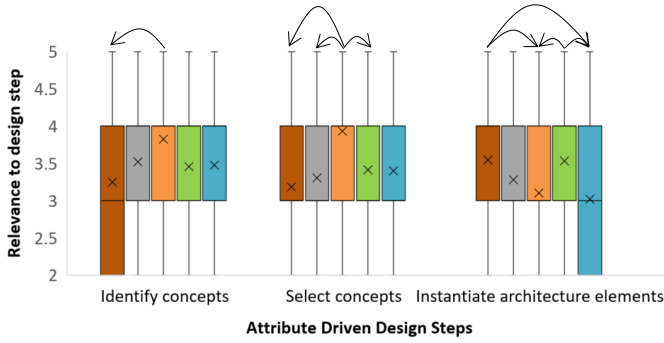 5
4.5
4
3.5
3
2.5
2
Relevance to design step
Identify concepts
Select concepts
Instantiate architecture elements
Attribute Driven Design Steps